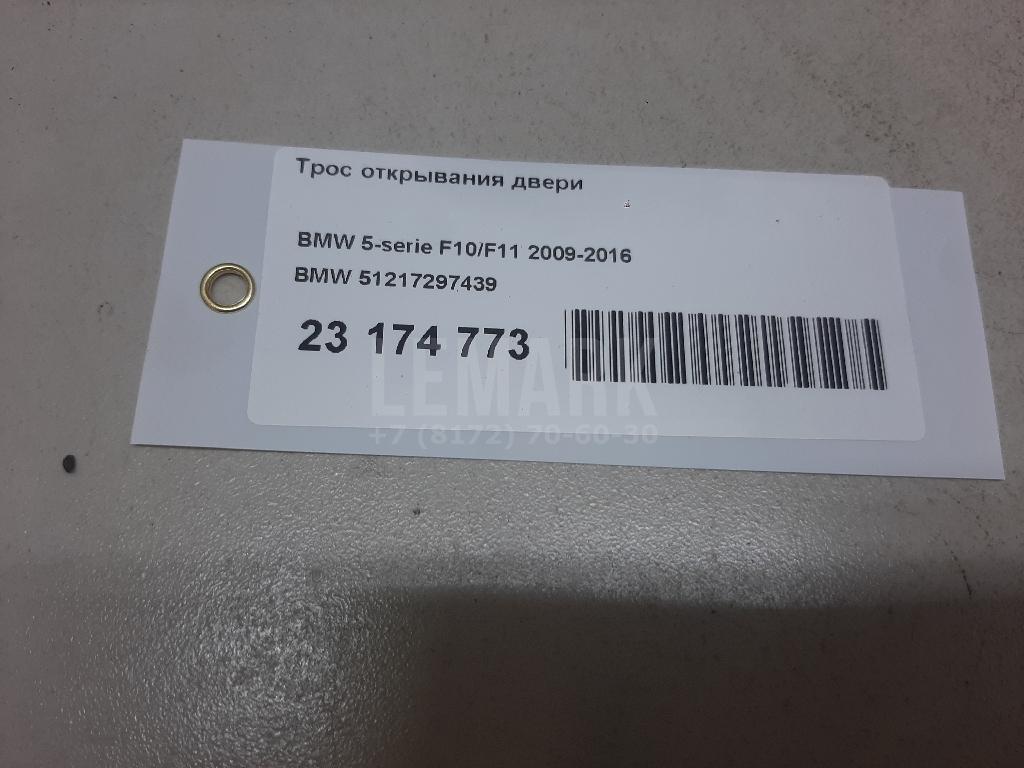 Трос открывания двери
BMW 5-serie F10/F11 2009-2016
BMW 51217297439
23 174 773
LEMARK
+7 (8172) 70-60-30